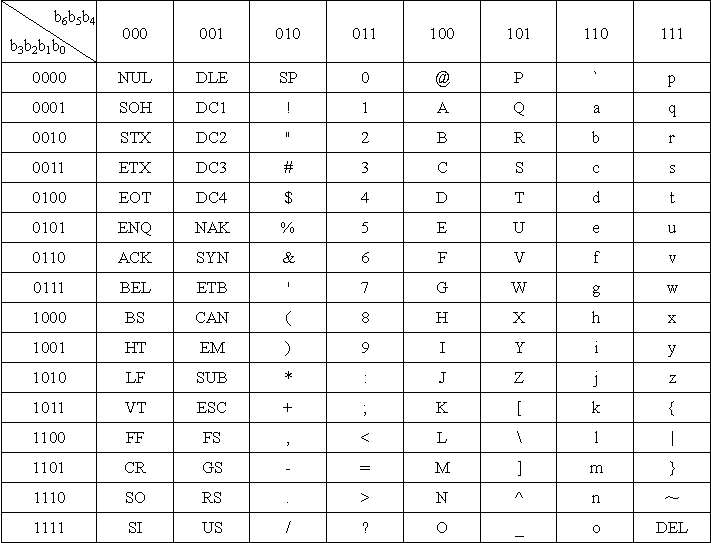 b6b5b4
b3b2b1b0 000 001 010 011 100 101 110 111
0000 NUL DLE SP 0 @ P ` p
0001 SOH DC1 ! 1 A Q a q
0010 STX DC2 " 2 B R b r
0011 ETX DC3 # 3 C S c s
0100 EOT DC4 $ 4 D T d t
0101 ENQ NAK % 5 E U e u
0110 ACK SYN & 6 F V f v
0111 BEL ETB ' 7 G W g w
1000 BS CAN ( 8 H X h x
1001 HT EM ) 9 I Y i y
1010 LF SUB * : J Z j z
1011 VT ESC + ; K [ k {
1100 FF FS , < L \ l |
1101 CR GS - = M ] m }
1110 SO RS . > N ^ n ~
1111 SI US / ? O _ o DEL